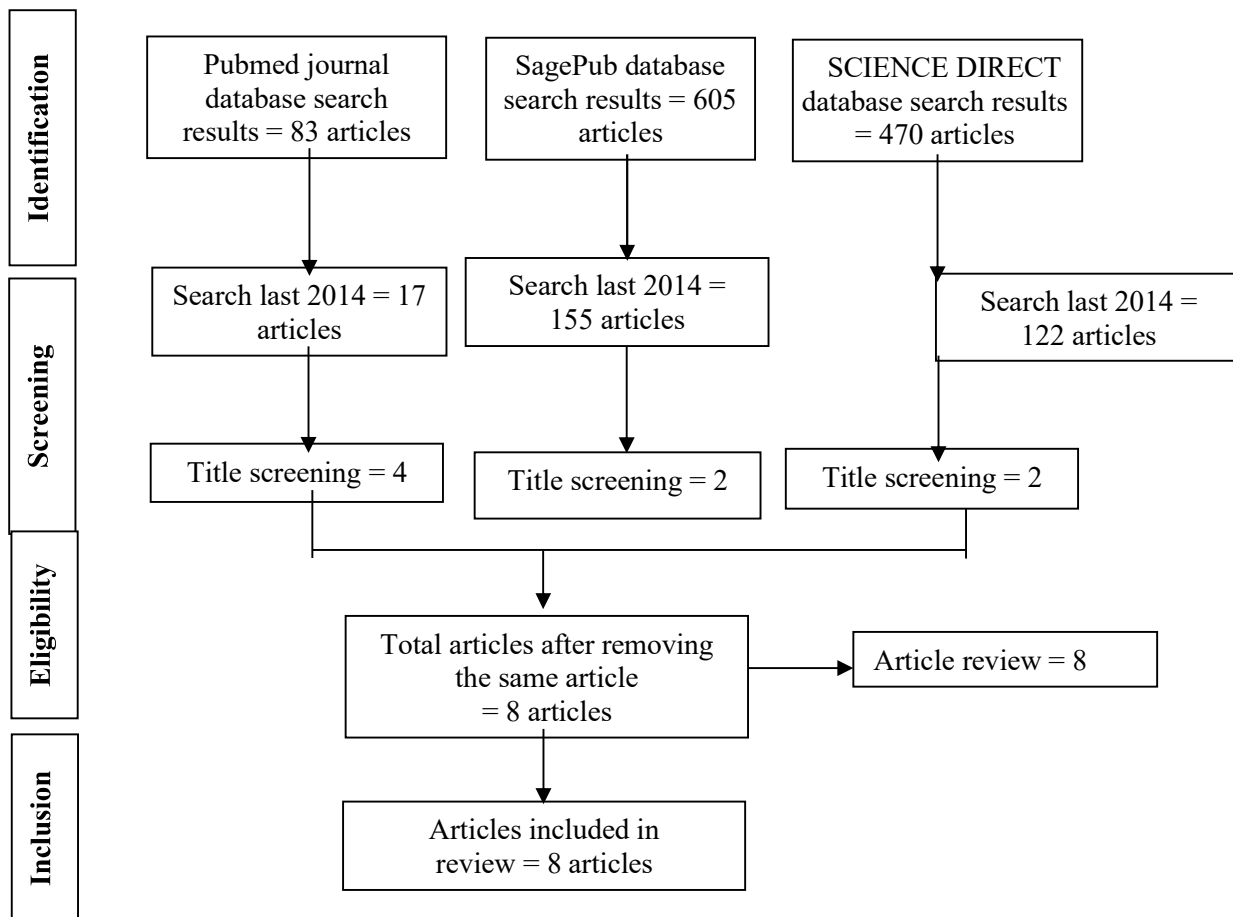 Identification
Pubmed journal
database search
results = 83 articles
SagePub database
search results = 605
articles
SCIENCE DIRECT
database search results
= 470 articles
Screening
Search last 2014 = 17
articles
Search last 2014 =
155 articles
Search last 2014 =
122 articles
Title screening = 4
Title screening = 2
Title screening = 2
Eligibility
Total articles after removing
the same article
= 8 articles
Article review = 8
Inclusion
Articles included in
review = 8 articles